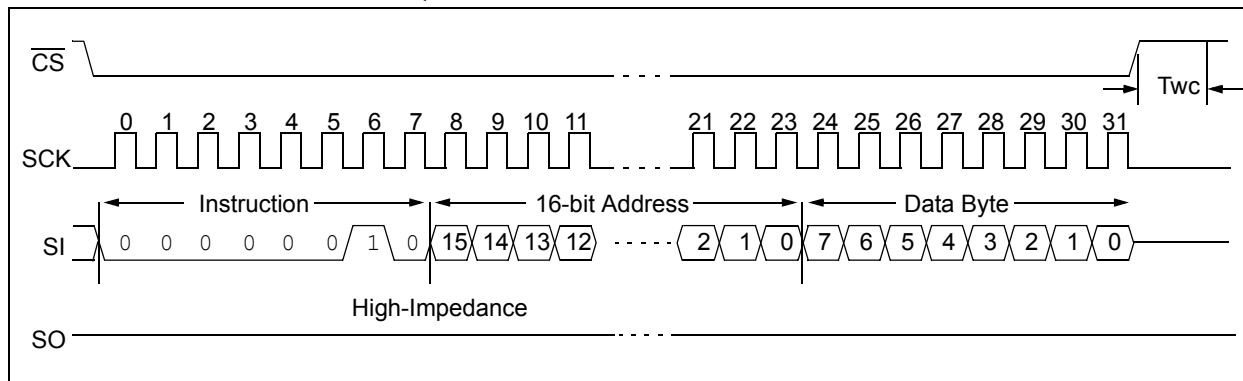 CS
Twc
0 1 2 3 4 5 6 7 8 9 10 11 21 22 23 24 25 26 27 28 29 30 31
SCK
Instruction 16-bit Address Data Byte
SI 0 0 0 0 0 0 1 0 15 14 13 12 2 1 0 7 6 5 4 3 2 1 0
High-Impedance
SO